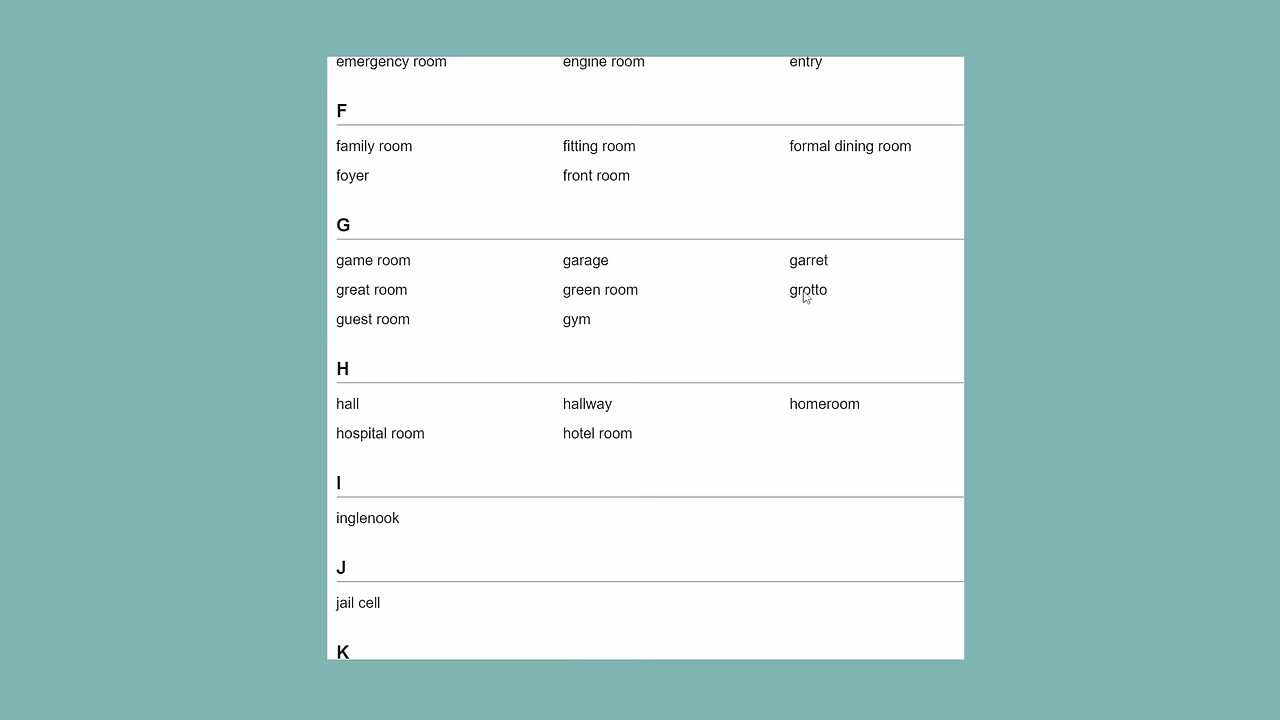 emergency room engine room entry
F
family room fitting room formal dining room
foyer front room
G
game room garage garret
great room green room grotto
guest room gym
H
hall hallway homeroom
hospital room hotel room
I
inglenook
J
jail cell
K